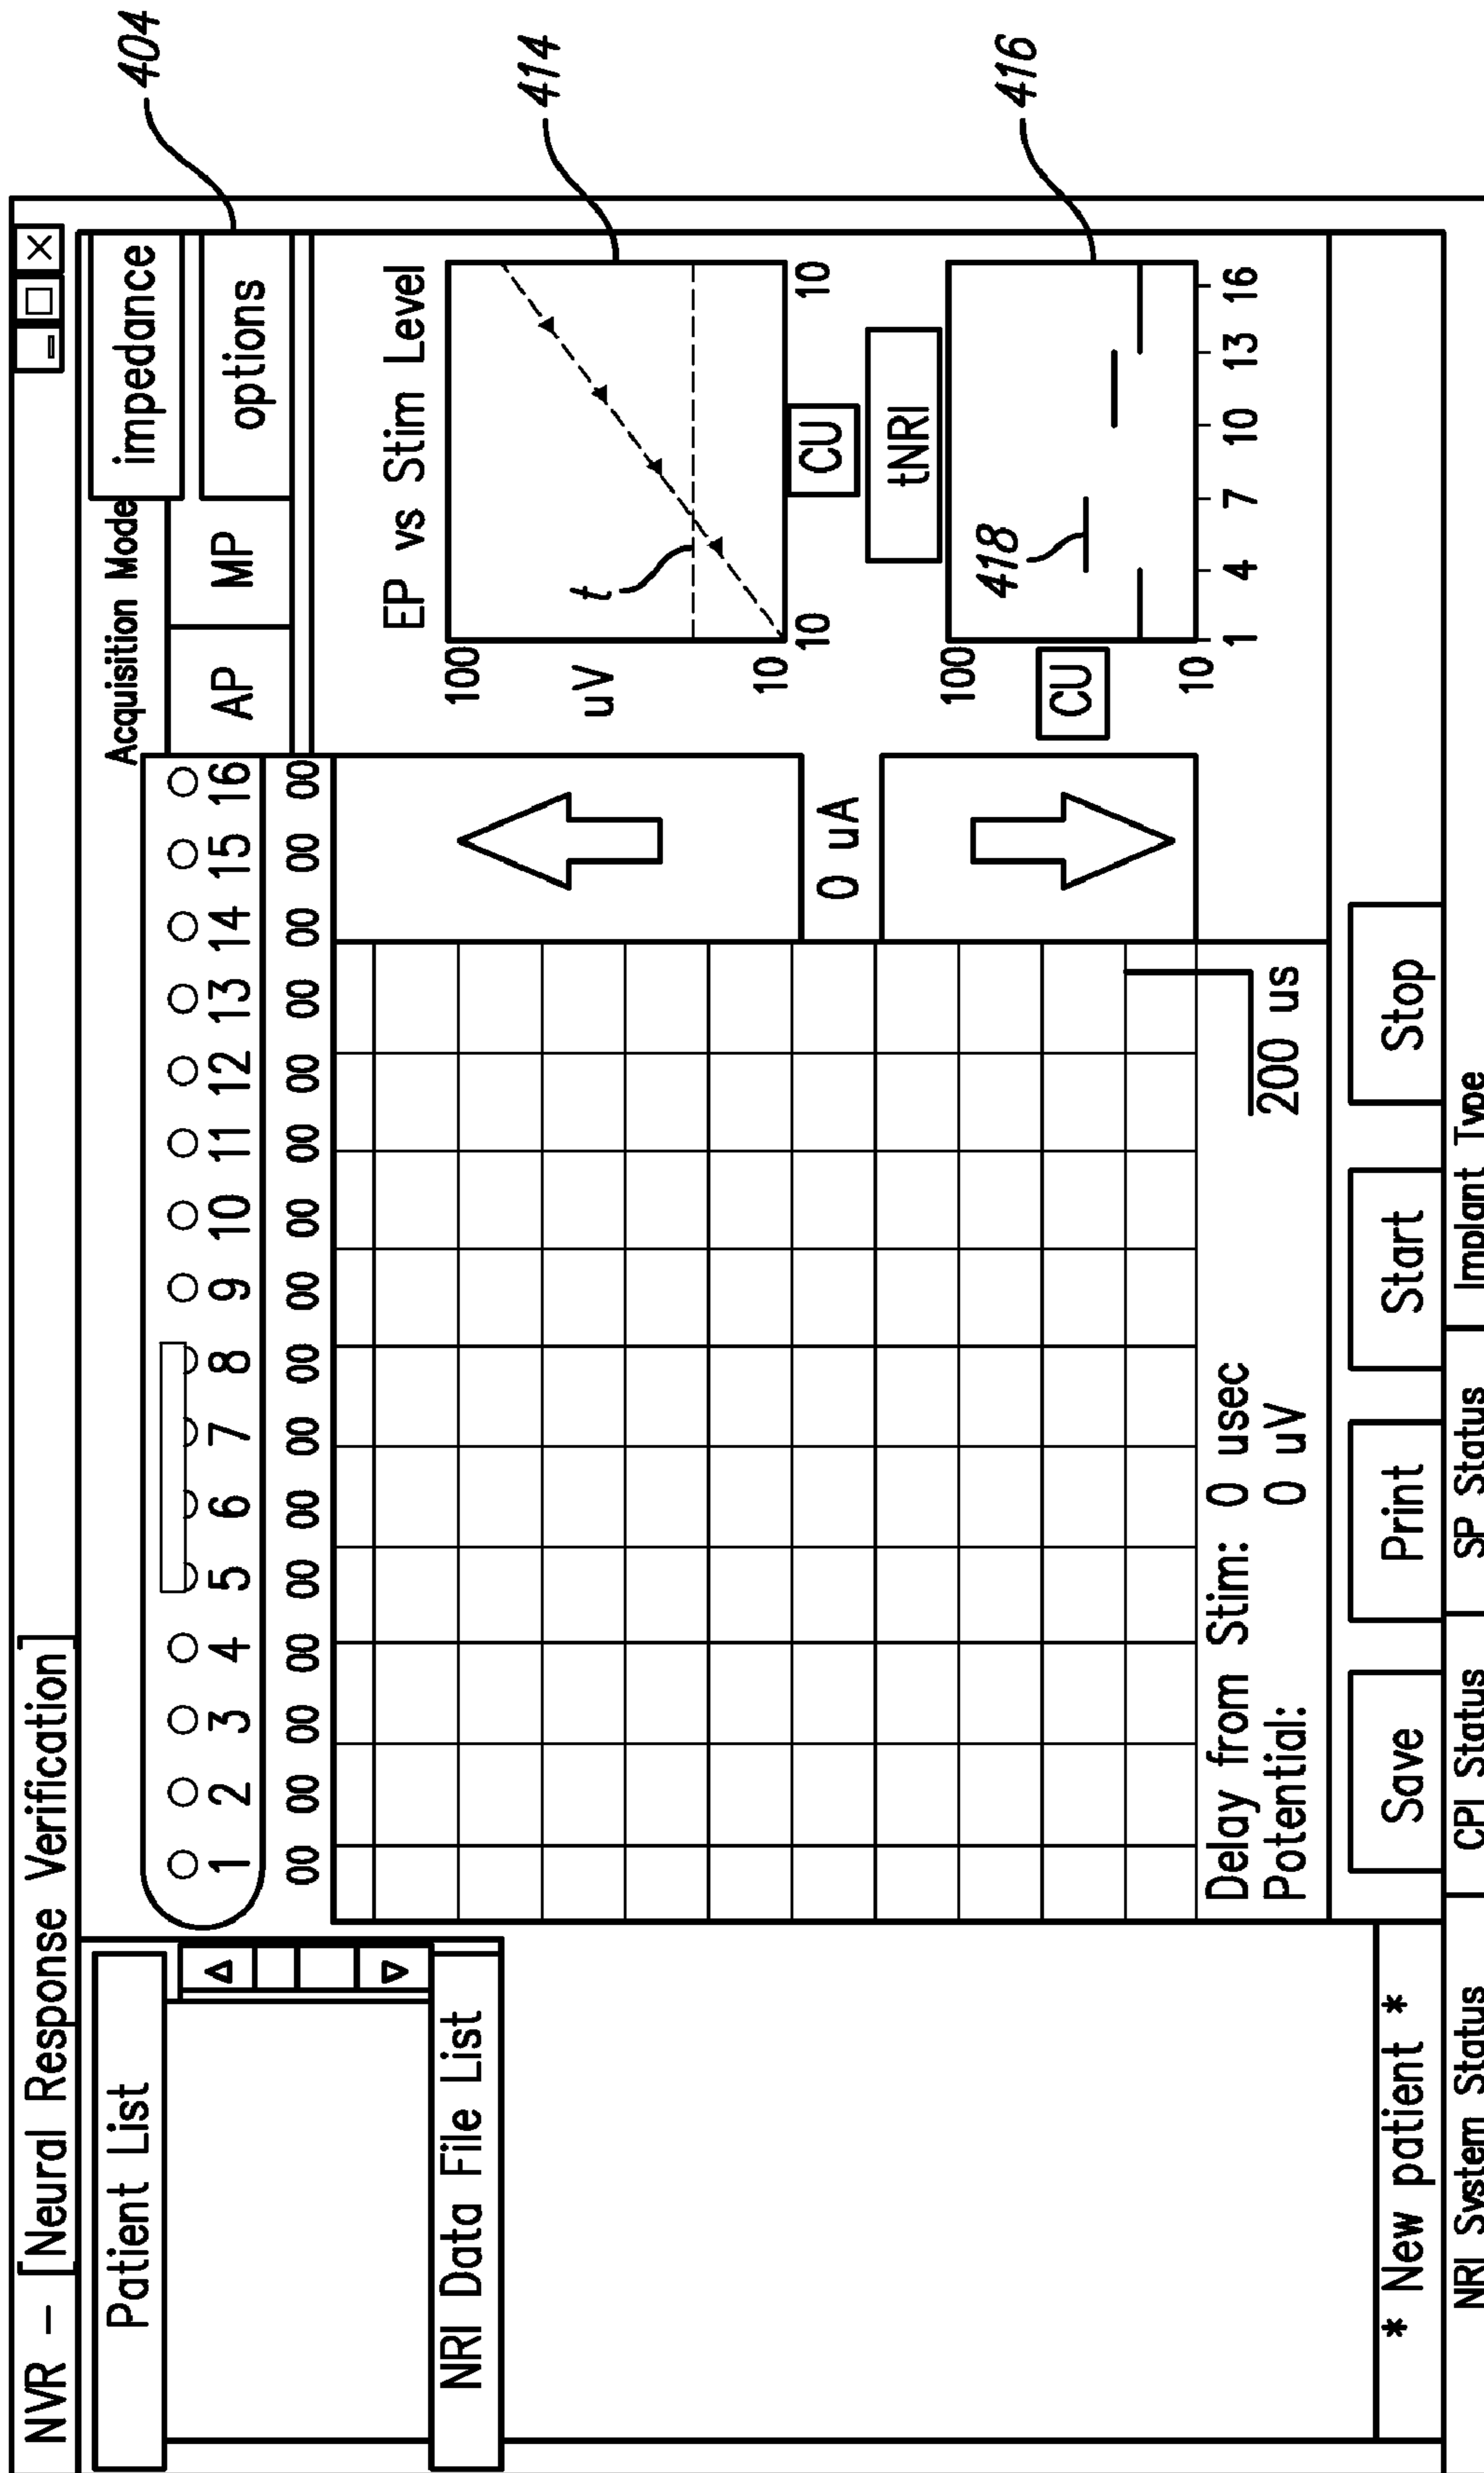 NVR – [Neural Response Verification]
Patient List
NRI Data File List
* New patient *
1 2 3 4 5 6 7 8 9 10 11 12 13 14 15 16
00 00 00 00 00 00 00 00 00 00 00 00 00 00 00 00
Acquisition Mode
AP MP
impedance
options
404
EP vs Stim Level
100
uV
10
10 10
t
CU
414
0 uA
tNRI
100
CU
10
418
1 4 7 10 13 16
416
Delay from Stim: 0 usec
Potential: 0 uV
200 us
Save Print Start Stop
NRI System Status CPI Status SP Status Implant Type